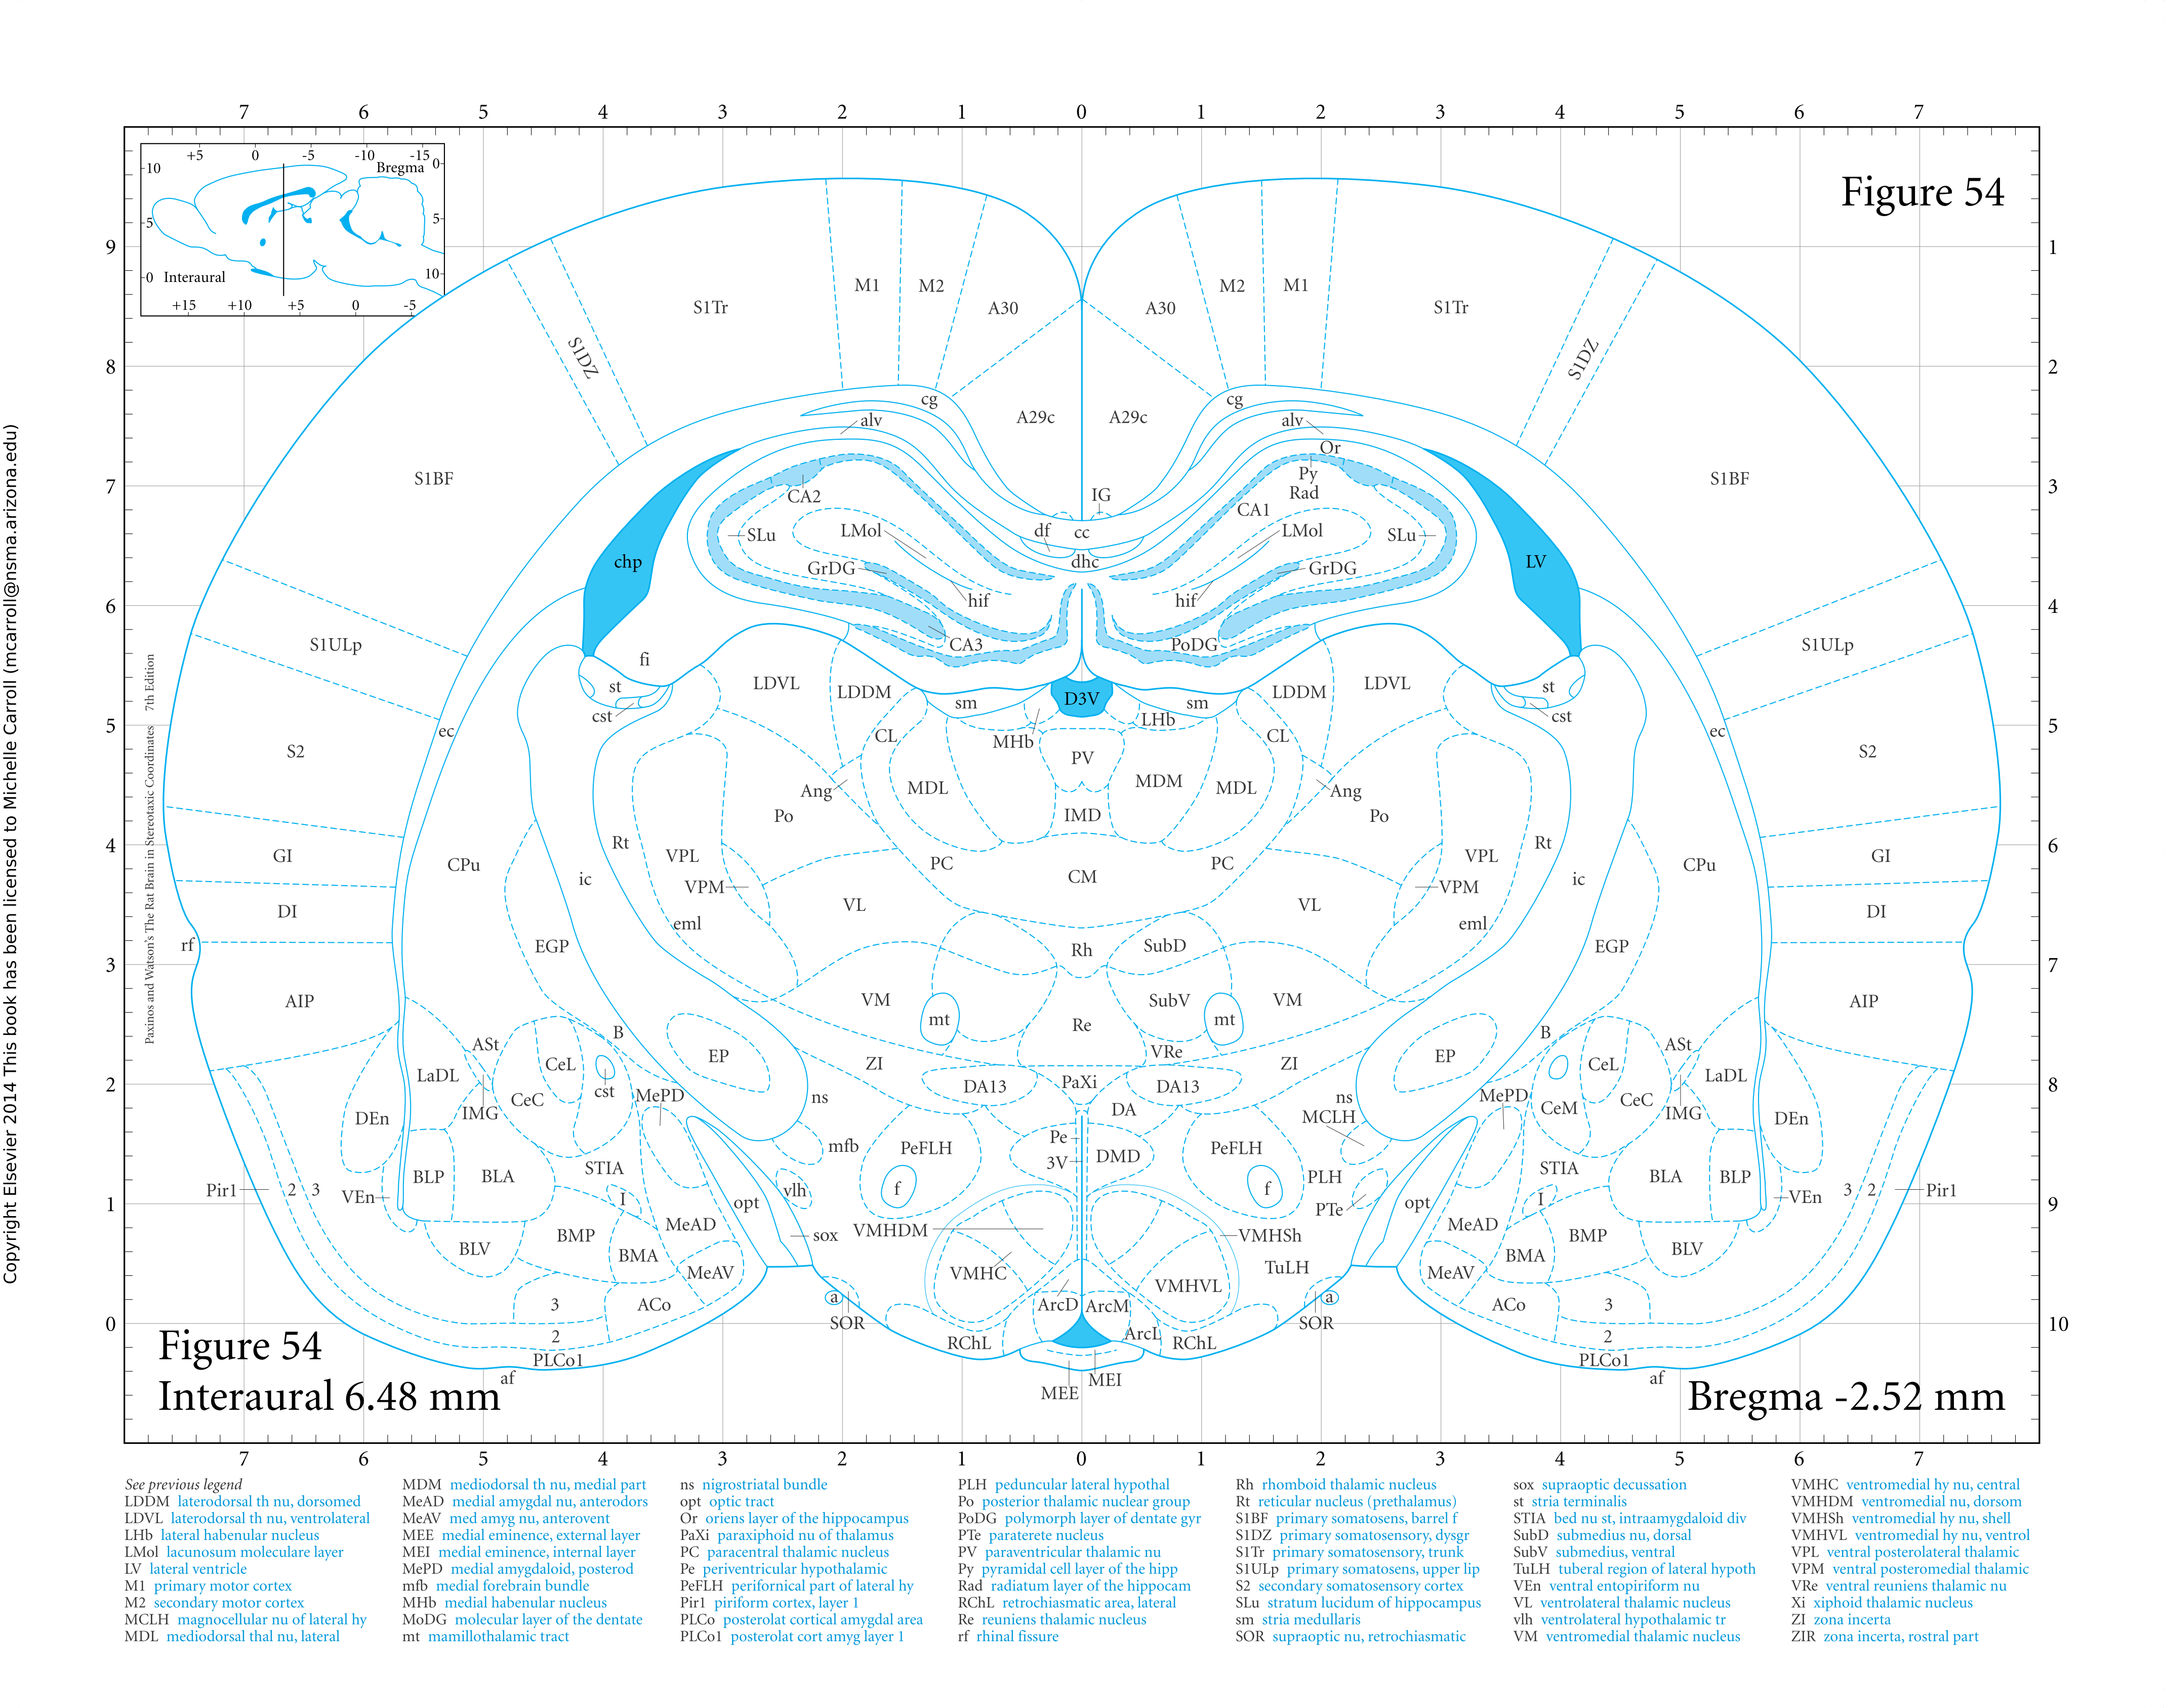 7 6 5 4 3 2 1 0 1 2 3 4 5 6 7
+5 0 -5 -10 -15
10 Bregma 0
5 5
0 Interaural 10
+15 +10 +5 0 -5
Figure 54
9 1
M1 M2 A30 A30 M2 M1
S1Tr S1Tr
S1DZ S1DZ
8 2
cg cg
alv A29c A29c alv
Or
S1BF Py S1BF
7 3
CA2 IG Rad
CA1
SLu LMol df cc LMol SLu
chp dhc LV
GrDG GrDG
hif hif
6 4
S1ULp CA3 PoDG S1ULp
fi
st LDVL LDDM D3V LDDM LDVL st
sm sm
cst LHb cst
5 5
ec CL MHb CL ec
S2 PV S2
MDL MDM MDL
Ang Ang
Po IMD Po
4 6
GI CPu Rt VPL PC PC VPL Rt CPu GI
ic CM ic
VPM VPM
DI VL VL DI
eml eml
rf EGP Rh SubD EGP
3 7
AIP VM SubV VM AIP
mt Re mt
B B
ASt VRe ASt
CeL EP ZI ZI EP CeL
LaDL LaDL
2 8
DA13 PaXi DA13
cst MePD ns ns MePD
CeC DA MCLH CeM CeC
IMG IMG
DEn DEn
Pe
mfb PeFLH DMD PeFLH
3V
BLP BLA STIA PLH STIA BLA BLP
Pir1 2 3 VEn I vlh f f I 3 2 VEn Pir1
1 opt PTe opt 9
MeAD VMHDM MeAD
BMP sox VMHSh BMP
BLV BMA BMA BLV
MeAV VMHC TuLH MeAV
VMHVL
a a
3 ACo ArcD ArcM ACo 3
0 SOR SOR 10
2 RChL ArcL RChL 2
PLCo1 PLCo1
af MEI af
MEE
Figure 54
Interaural 6.48 mm
Bregma -2.52 mm
7 6 5 4 3 2 1 0 1 2 3 4 5 6 7
Copyright Elsevier 2014 This book has been licensed to Michelle Carroll (mcarroll@nsma.arizona.edu)
Paxinos and Watson's The Rat Brain in Stereotaxic Coordinates 7th Edition
See previous legend
LDDM laterodorsal th nu, dorsomed
LDVL laterodorsal th nu, ventrolateral
LHb lateral habenular nucleus
LMol lacunosum moleculare layer
LV lateral ventricle
M1 primary motor cortex
M2 secondary motor cortex
MCLH magnocellular nu of lateral hy
MDL mediodorsal thal nu, lateral
MDM mediodorsal th nu, medial part
MeAD medial amygdal nu, anterodors
MeAV med amyg nu, anterovent
MEE medial eminence, external layer
MEI medial eminence, internal layer
MePD medial amygdaloid, posterod
mfb medial forebrain bundle
MHb medial habenular nucleus
MoDG molecular layer of the dentate
mt mamillothalamic tract
ns nigrostriatal bundle
opt optic tract
Or oriens layer of the hippocampus
PaXi paraxiphoid nu of thalamus
PC paracentral thalamic nucleus
Pe periventricular hypothalamic
PeFLH perifornical part of lateral hy
Pir1 piriform cortex, layer 1
PLCo posterolat cortical amygdal area
PLCo1 posterolat cort amyg layer 1
PLH peduncular lateral hypothal
Po posterior thalamic nuclear group
PoDG polymorph layer of dentate gyr
PTe paraterete nucleus
PV paraventricular thalamic nu
Py pyramidal cell layer of the hipp
Rad radiatum layer of the hippocam
RChL retrochiasmatic area, lateral
Re reuniens thalamic nucleus
rf rhinal fissure
Rh rhomboid thalamic nucleus
Rt reticular nucleus (prethalamus)
S1BF primary somatosens, barrel f
S1DZ primary somatosensory, dysgr
S1Tr primary somatosensory, trunk
S1ULp primary somatosens, upper lip
S2 secondary somatosensory cortex
SLu stratum lucidum of hippocampus
sm stria medullaris
SOR supraoptic nu, retrochiasmatic
sox supraoptic decussation
st stria terminalis
STIA bed nu st, intraamygdaloid div
SubD submedius nu, dorsal
SubV submedius, ventral
TuLH tuberal region of lateral hypoth
VEn ventral entopiriform nu
VL ventrolateral thalamic nucleus
vlh ventrolateral hypothalamic tr
VM ventromedial thalamic nucleus
VMHC ventromedial hy nu, central
VMHDM ventromedial nu, dorsom
VMHSh ventromedial hy nu, shell
VMHVL ventromedial hy nu, ventrol
VPL ventral posterolateral thalamic
VPM ventral posteromedial thalamic
VRe ventral reuniens thalamic nu
Xi xiphoid thalamic nucleus
ZI zona incerta
ZIR zona incerta, rostral part